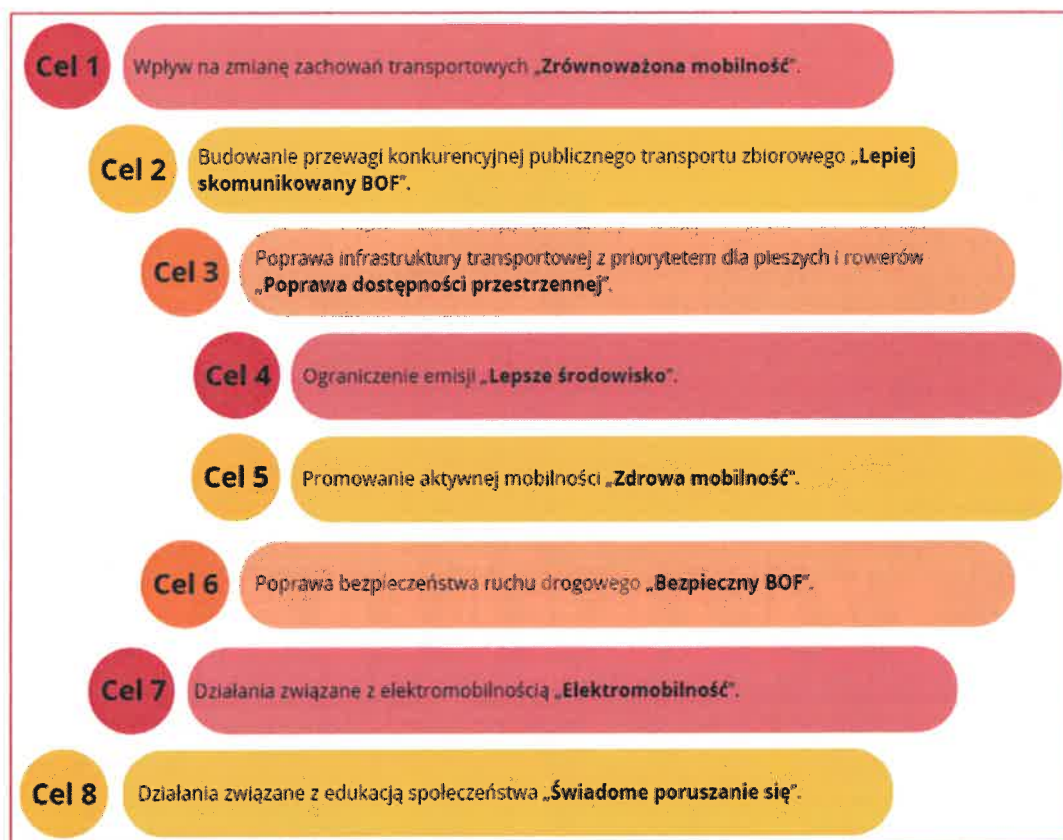 Cel 1
Wpływ na zmianę zachowań transportowych „Zrównoważona mobilność”.
Cel 2
Budowanie przewagi konkurencyjnej publicznego transportu zbiorowego „Lepiej
skomunikowany BOF”.
Cel 3
Poprawa infrastruktury transportowej z priorytetem dla pieszych i rowerów
„Poprawa dostępności przestrzennej”.
Cel 4
Ograniczenie emisji „Lepsze środowisko”.
Cel 5
Promowanie aktywnej mobilności „Zdrowa mobilność”.
Cel 6
Poprawa bezpieczeństwa ruchu drogowego „Bezpieczny BOF”.
Cel 7
Działania związane z elektromobilnością „Elektromobilność”.
Cel 8
Działania związane z edukacją społeczeństwa „Świadome poruszanie się”.